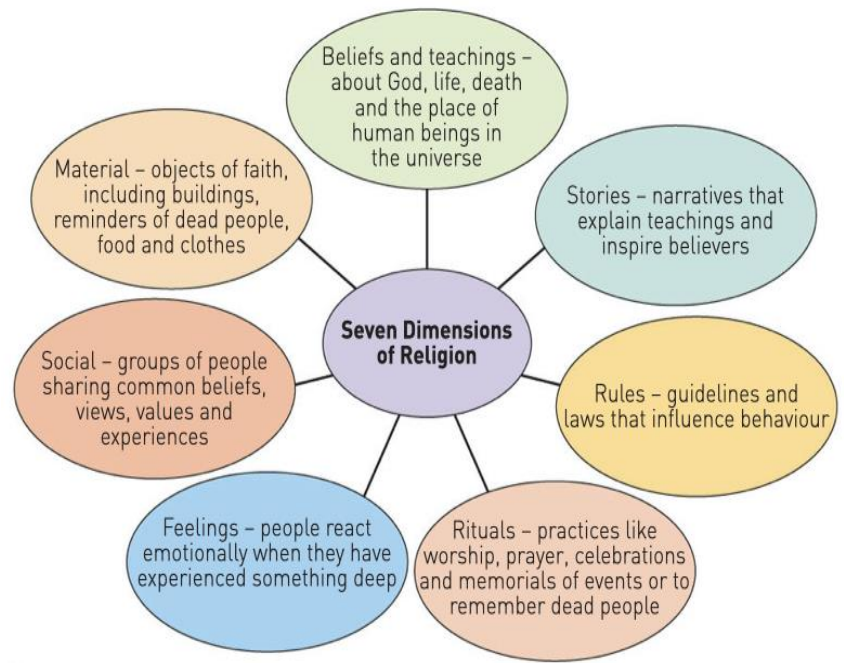 Beliefs and teachings –
about God, life, death
and the place of
human beings in
the universe
Stories – narratives that
explain teachings and
inspire believers
Rules – guidelines and
laws that influence behaviour
Rituals – practices like
worship, prayer, celebrations
and memorials of events or to
remember dead people
Feelings – people react
emotionally when they have
experienced something deep
Social – groups of people
sharing common beliefs,
views, values and
experiences
Material – objects of faith,
including buildings,
reminders of dead people,
food and clothes
Seven Dimensions
of Religion